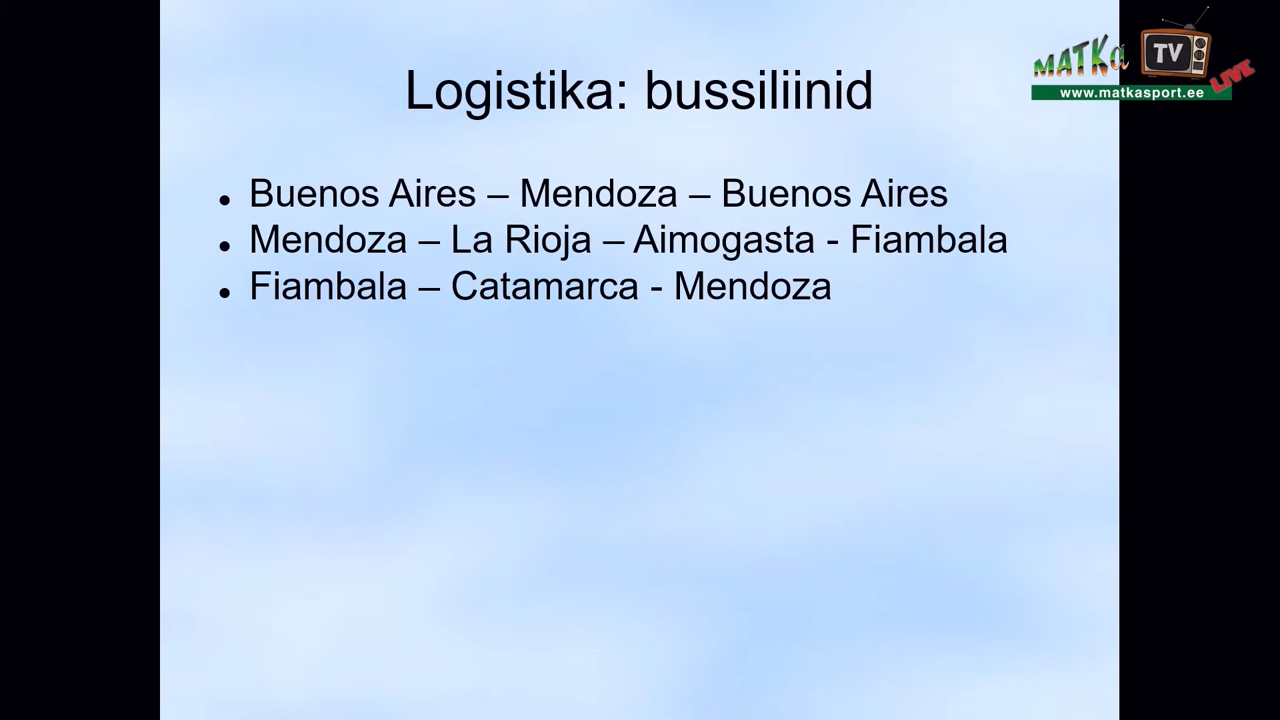 Logistika: bussiliinid
MATKa TV LIVE
www.matkasport.ee
Buenos Aires – Mendoza – Buenos Aires
Mendoza – La Rioja – Aimogasta - Fiambala
Fiambala – Catamarca - Mendoza